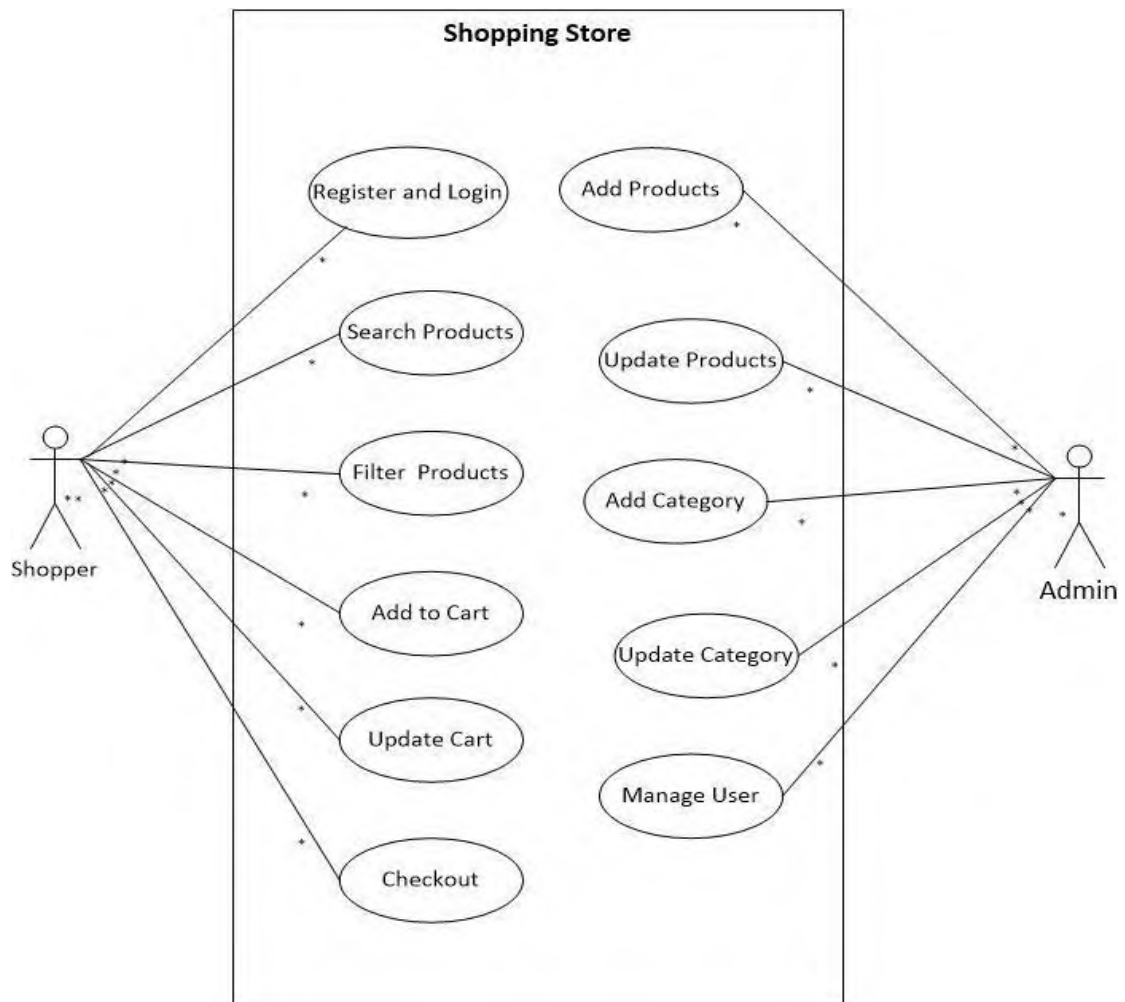 Shopping Store
Register and Login
Search Products
Filter Products
Add to Cart
Update Cart
Checkout
Add Products
Update Products
Add Category
Update Category
Manage User
Shopper
Admin